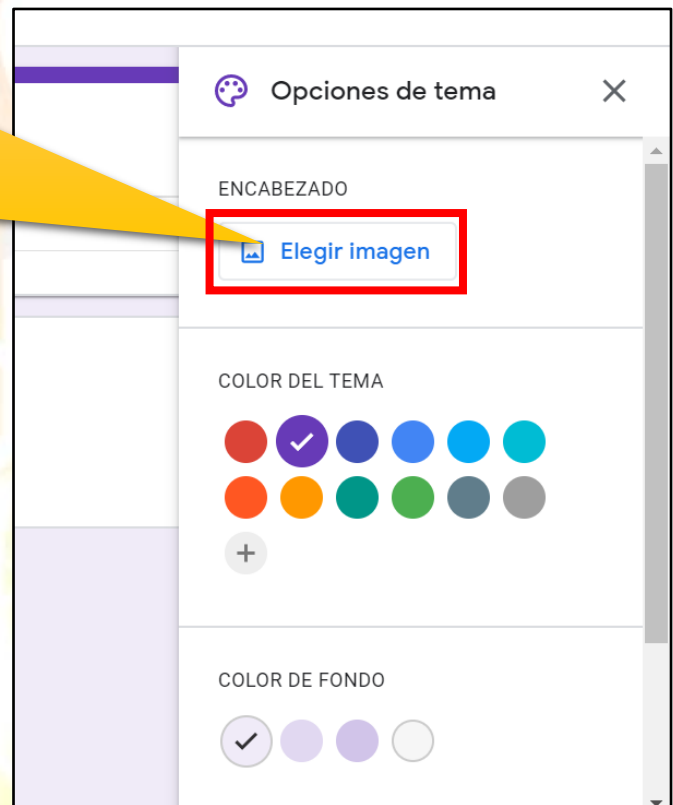 Opciones de tema
ENCABEZADO
Elegir imagen
COLOR DEL TEMA
COLOR DE FONDO